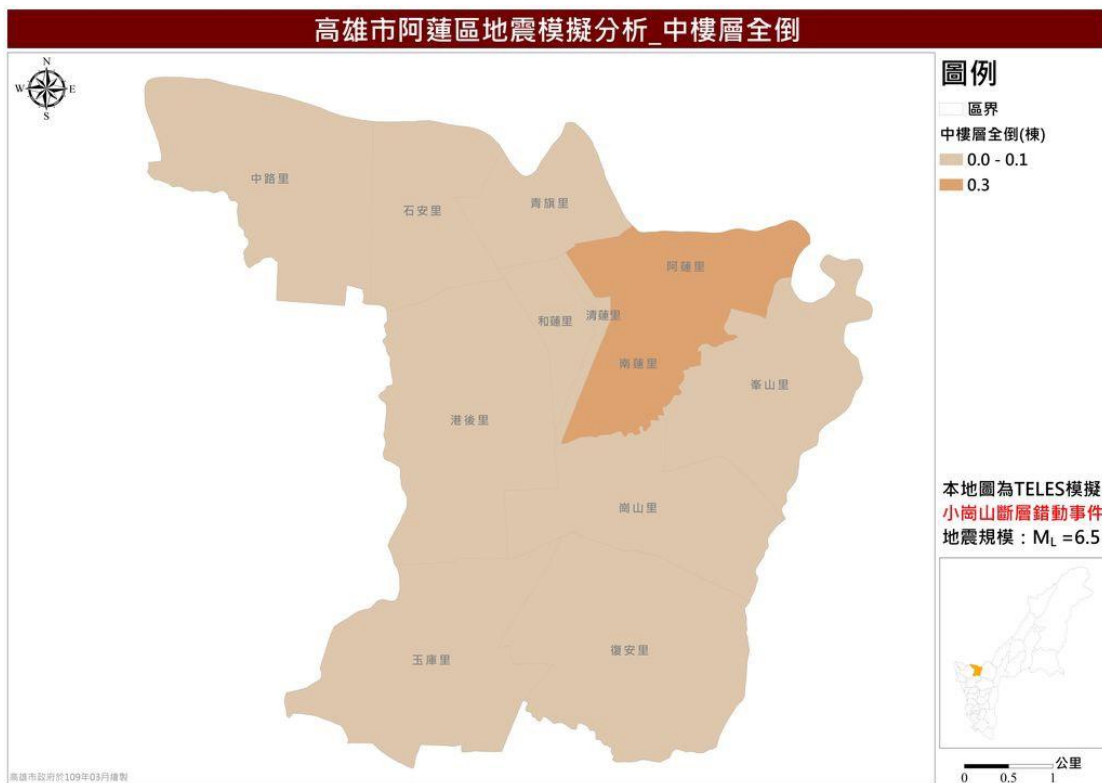 高雄市阿蓮區地震模擬分析_中樓層全倒
N
W
E
S
圖例
區界
中樓層全倒(棟)
0.0 - 0.1
0.3
中路里
石安里
青旗里
阿蓮里
和蓮里
清蓮里
南蓮里
峯山里
港後里
崗山里
玉庫里
復安里
本地圖為TELES模擬
小崗山斷層錯動事件
地震規模：ML =6.5
公里
0 0.5 1
高雄市政府於109年03月繪製